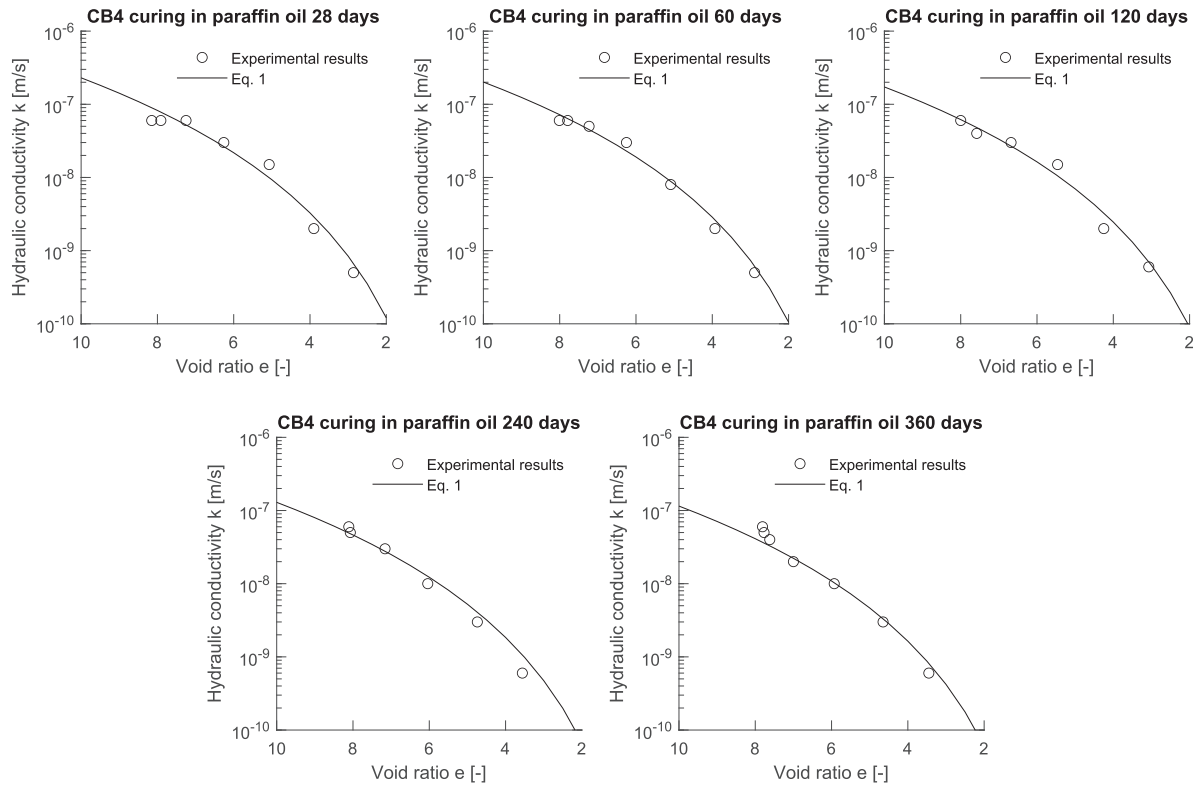 CB4 curing in paraffin oil 28 days
10^-6
10^-7
10^-8
10^-9
10^-10
Hydraulic conductivity k [m/s]
Experimental results
Eq. 1
10 8 6 4 2
Void ratio e [-]
CB4 curing in paraffin oil 60 days
10^-6
10^-7
10^-8
10^-9
10^-10
Hydraulic conductivity k [m/s]
Experimental results
Eq. 1
10 8 6 4 2
Void ratio e [-]
CB4 curing in paraffin oil 120 days
10^-6
10^-7
10^-8
10^-9
10^-10
Hydraulic conductivity k [m/s]
Experimental results
Eq. 1
10 8 6 4 2
Void ratio e [-]
CB4 curing in paraffin oil 240 days
10^-6
10^-7
10^-8
10^-9
10^-10
Hydraulic conductivity k [m/s]
Experimental results
Eq. 1
10 8 6 4 2
Void ratio e [-]
CB4 curing in paraffin oil 360 days
10^-6
10^-7
10^-8
10^-9
10^-10
Hydraulic conductivity k [m/s]
Experimental results
Eq. 1
10 8 6 4 2
Void ratio e [-]